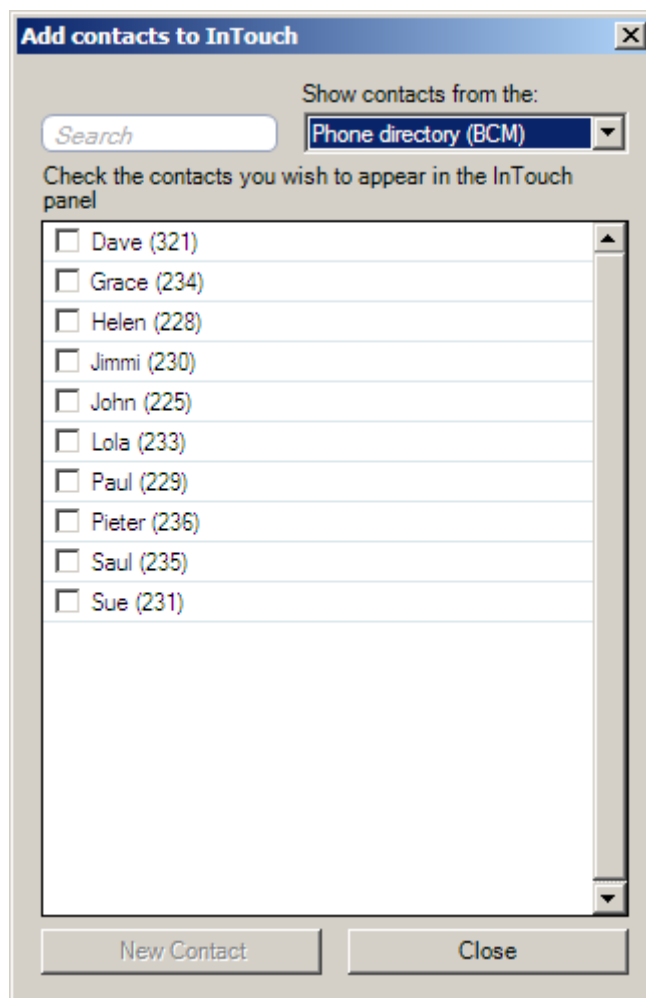 Add contacts to InTouch
Show contacts from the:
Search
Phone directory (BCM)
Check the contacts you wish to appear in the InTouch
panel
Dave (321)
Grace (234)
Helen (228)
Jimmi (230)
John (225)
Lola (233)
Paul (229)
Pieter (236)
Saul (235)
Sue (231)
New Contact
Close